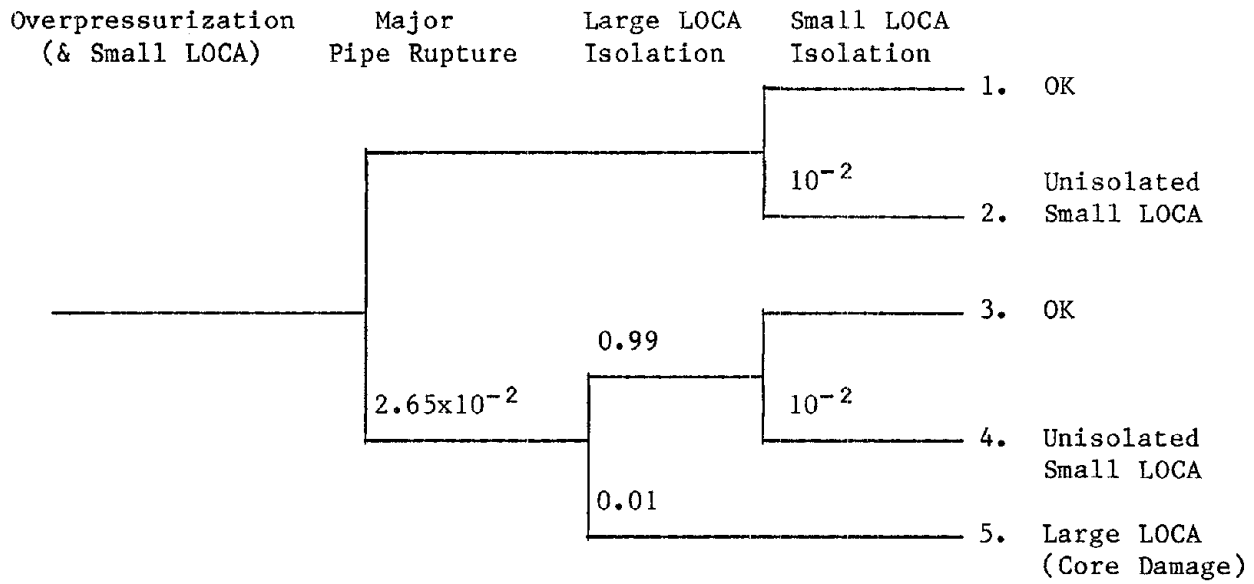 Overpressurization Major Large LOCA Small LOCA
(& Small LOCA) Pipe Rupture Isolation Isolation
1. OK
10⁻² Unisolated
2. Small LOCA
3. OK
0.99
2.65x10⁻² 10⁻²
4. Unisolated
Small LOCA
0.01
5. Large LOCA
(Core Damage)